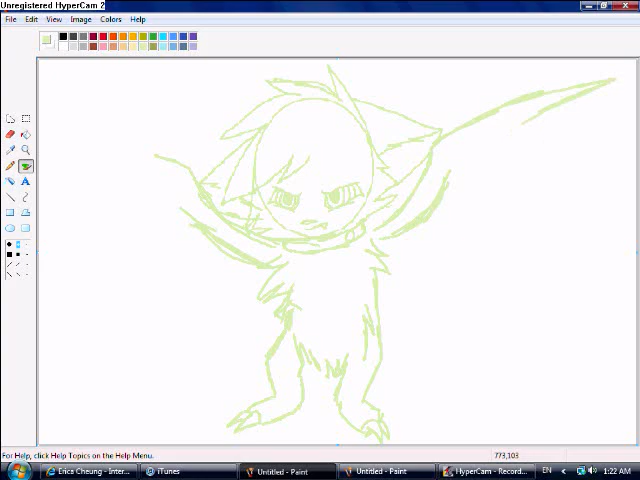 Unregistered HyperCam 2
File Edit View Image Colors Help
For Help, click Help Topics on the Help Menu.
773,103
Erica Cheung - Inter...
iTunes
Untitled - Paint
Untitled - Paint
HyperCam - Record...
EN
1:22 AM